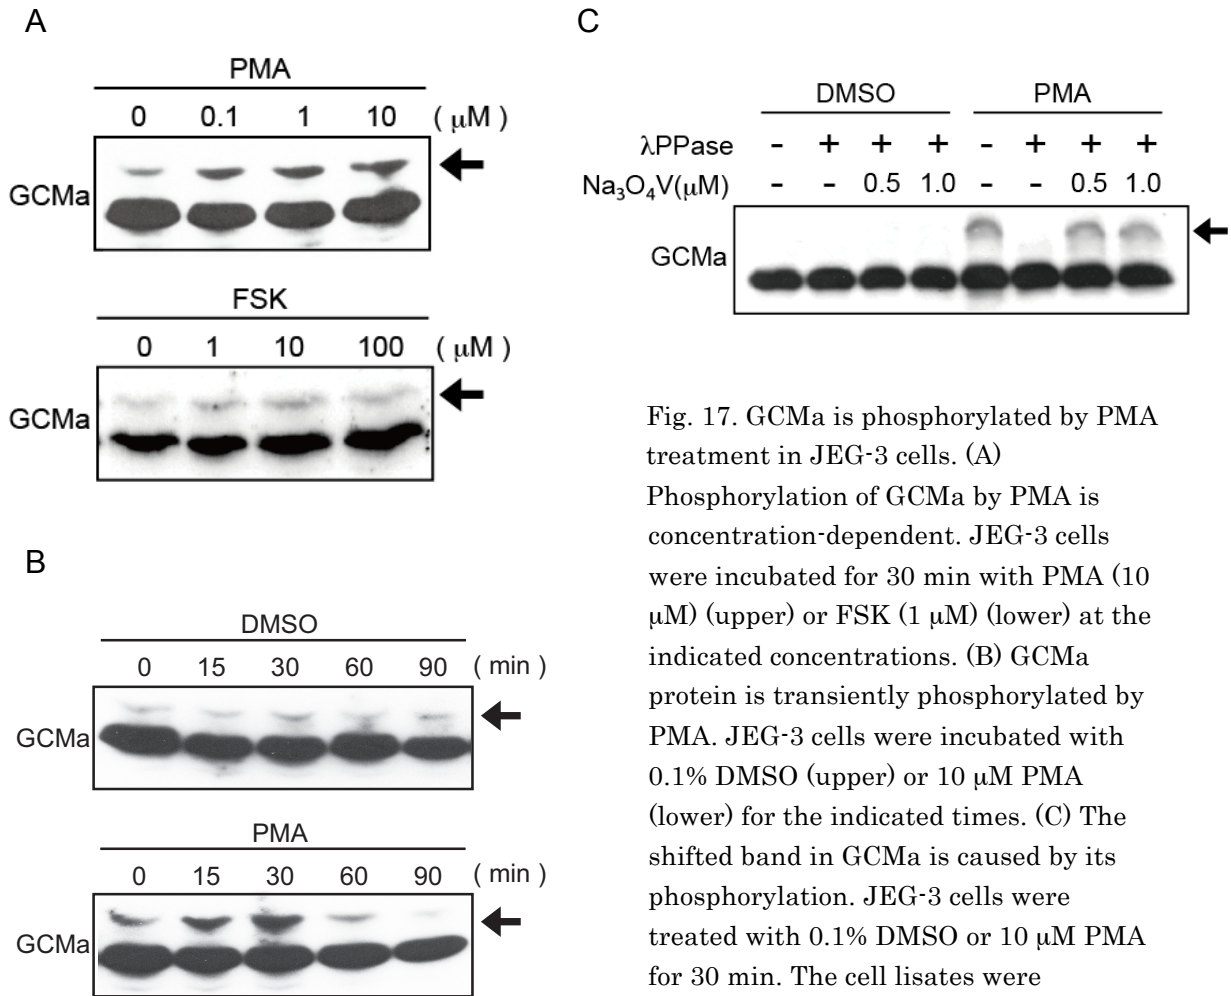 A
PMA
0 0.1 1 10 ( μM )
GCMa
FSK
0 1 10 100 ( μM )
GCMa
B
DMSO
0 15 30 60 90 ( min )
GCMa
PMA
0 15 30 60 90 ( min )
GCMa
C
DMSO PMA
λPPase - + + + - + + +
Na₃O₄V(μM) - - 0.5 1.0 - - 0.5 1.0
GCMa
Fig. 17. GCMa is phosphorylated by PMA
treatment in JEG-3 cells. (A)
Phosphorylation of GCMa by PMA is
concentration-dependent. JEG-3 cells
were incubated for 30 min with PMA (10
μM) (upper) or FSK (1 μM) (lower) at the
indicated concentrations. (B) GCMa
protein is transiently phosphorylated by
PMA. JEG-3 cells were incubated with
0.1% DMSO (upper) or 10 μM PMA
(lower) for the indicated times. (C) The
shifted band in GCMa is caused by its
phosphorylation. JEG-3 cells were
treated with 0.1% DMSO or 10 μM PMA
for 30 min. The cell lisates were